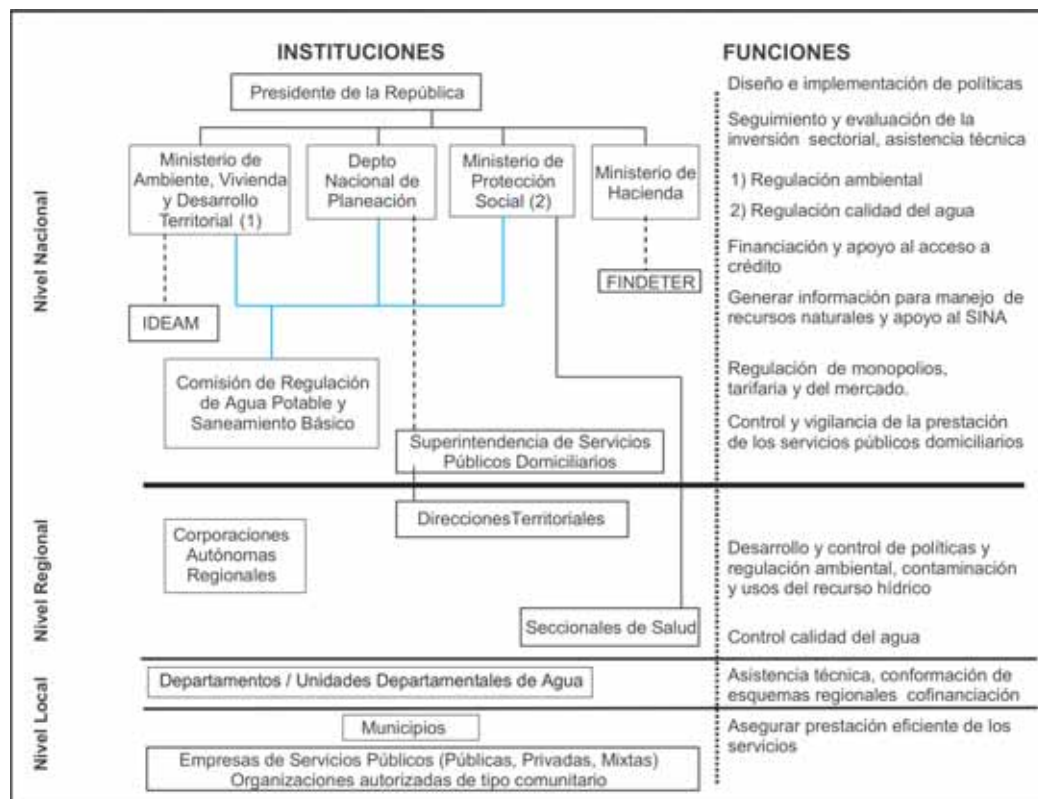 INSTITUCIONES
FUNCIONES
Nivel Nacional
Presidente de la República
Ministerio de
Ambiente, Vivienda
y Desarrollo
Territorial (1)
Depto
Nacional de
Planeación
Ministerio de
Protección
Social (2)
Ministerio de
Hacienda
IDEAM
FINDETER
Comisión de Regulación
de Agua Potable y
Saneamiento Básico
Superintendencia de Servicios
Públicos Domiciliarios
Diseño e implementación de políticas
Seguimiento y evaluación de la
inversión sectorial, asistencia técnica
1) Regulación ambiental
2) Regulación calidad del agua
Financiación y apoyo al acceso a
crédito
Generar información para manejo de
recursos naturales y apoyo al SINA
Regulación de monopolios,
tarifaria y del mercado.
Control y vigilancia de la prestación
de los servicios públicos domiciliarios
Nivel Regional
DireccionesTerritoriales
Corporaciones
Autónomas
Regionales
Seccionales de Salud
Desarrollo y control de políticas y
regulación ambiental, contaminación
y usos del recurso hídrico
Control calidad del agua
Nivel Local
Departamentos / Unidades Departamentales de Agua
Asistencia técnica, conformación de
esquemas regionales cofinanciación
Municipios
Empresas de Servicios Públicos (Públicas, Privadas, Mixtas)
Organizaciones autorizadas de tipo comunitario
Asegurar prestación eficiente de los
servicios